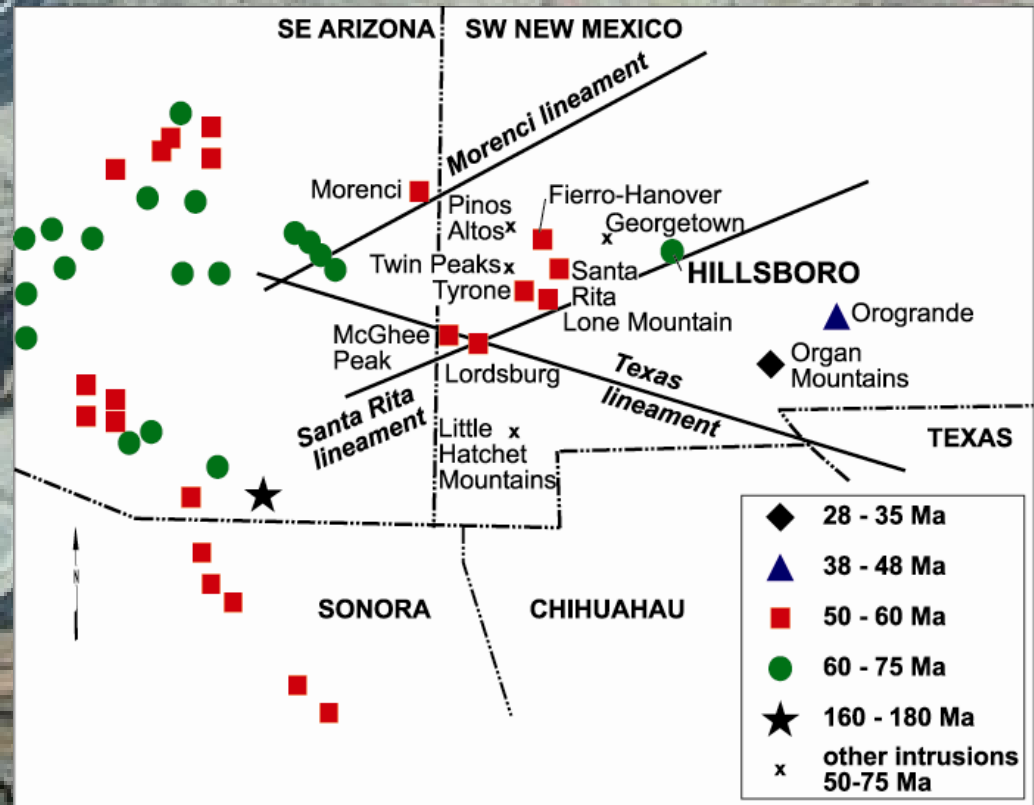 SE ARIZONA
SW NEW MEXICO
Morenci lineament
Morenci
Pinos
Altos
x
Fierro-Hanover
Georgetown
x
Twin Peaks
x
Tyrone
Santa
Rita
HILLSBORO
Lone Mountain
Orogrande
McGhee
Peak
Lordsburg
Organ
Mountains
Texas
lineament
Santa Rita
lineament
Little
Hatchet
Mountains
x
TEXAS
N
SONORA
CHIHUAHAU
28 - 35 Ma
38 - 48 Ma
50 - 60 Ma
60 - 75 Ma
160 - 180 Ma
x
other intrusions
50-75 Ma